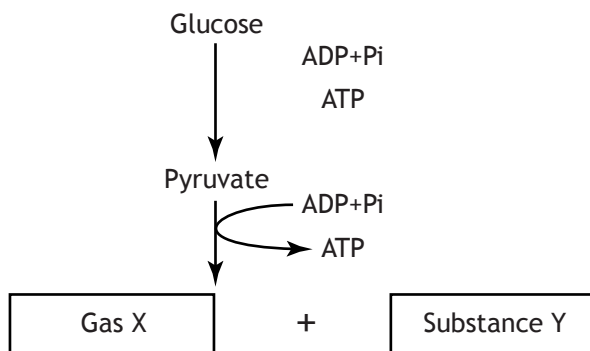 Glucose
ADP+Pi
ATP
Pyruvate
ADP+Pi
ATP
Gas X + Substance Y